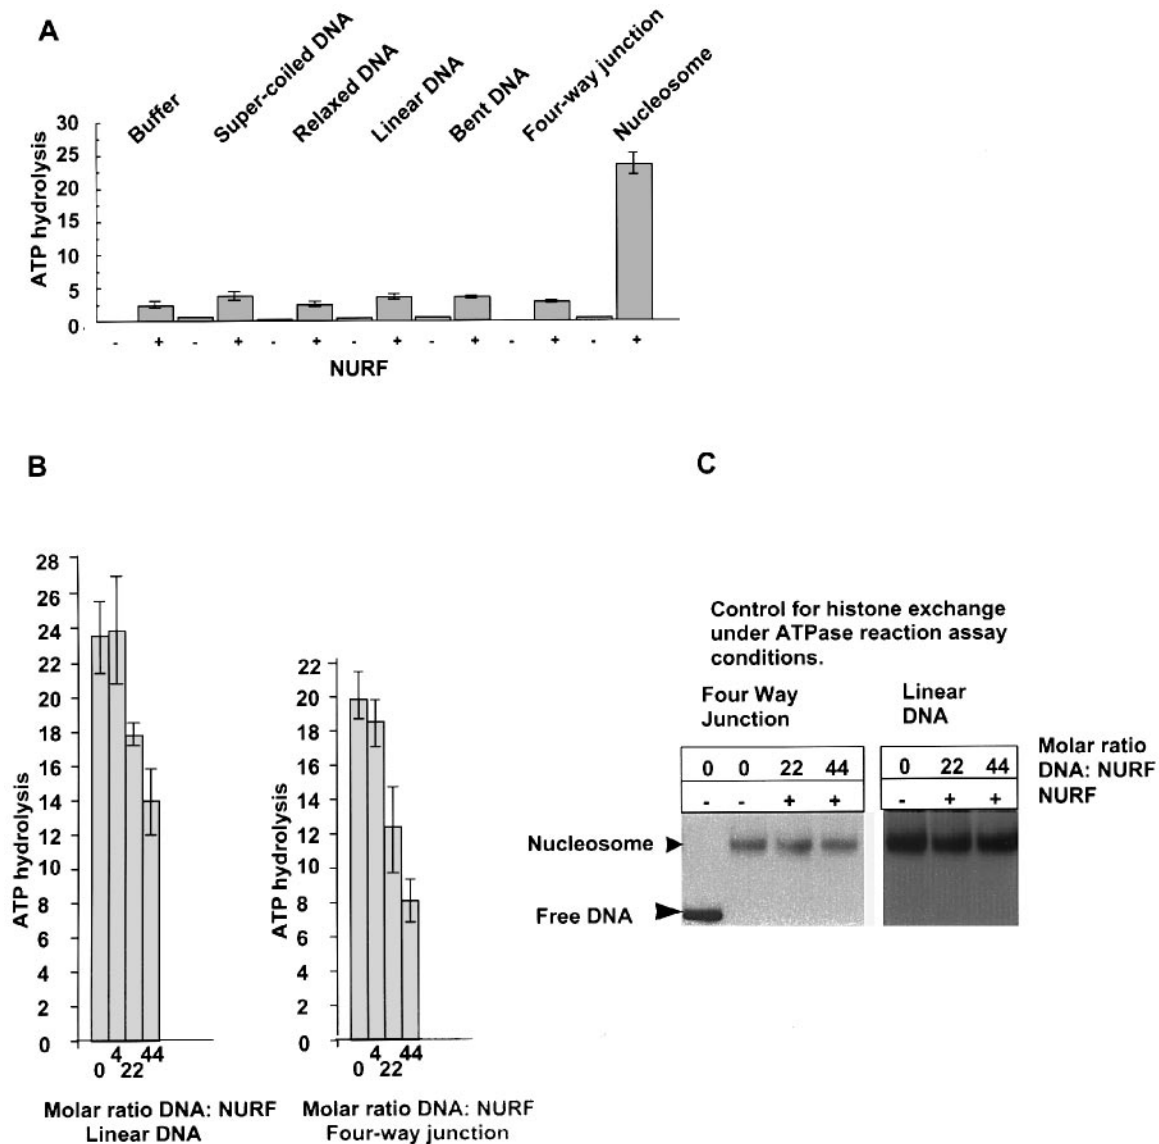 A
Buffer
Super-coiled DNA
Relaxed DNA
Linear DNA
Bent DNA
Four-way junction
Nucleosome
ATP hydrolysis
30
25
20
15
10
5
0
- + - + - + - + - + - + - +
NURF
B
ATP hydrolysis
28
26
24
22
20
18
16
14
12
10
8
6
4
2
0
4 44
0 22
Molar ratio DNA: NURF
Linear DNA
ATP hydrolysis
22
20
18
16
14
12
10
8
6
4
2
0
4 44
0 22
Molar ratio DNA: NURF
Four-way junction
C
Control for histone exchange
under ATPase reaction assay
conditions.
Four Way
Junction
Linear
DNA
0 0 22 44 0 22 44
Molar ratio
DNA: NURF
- - + + - + + NURF
Nucleosome
Free DNA